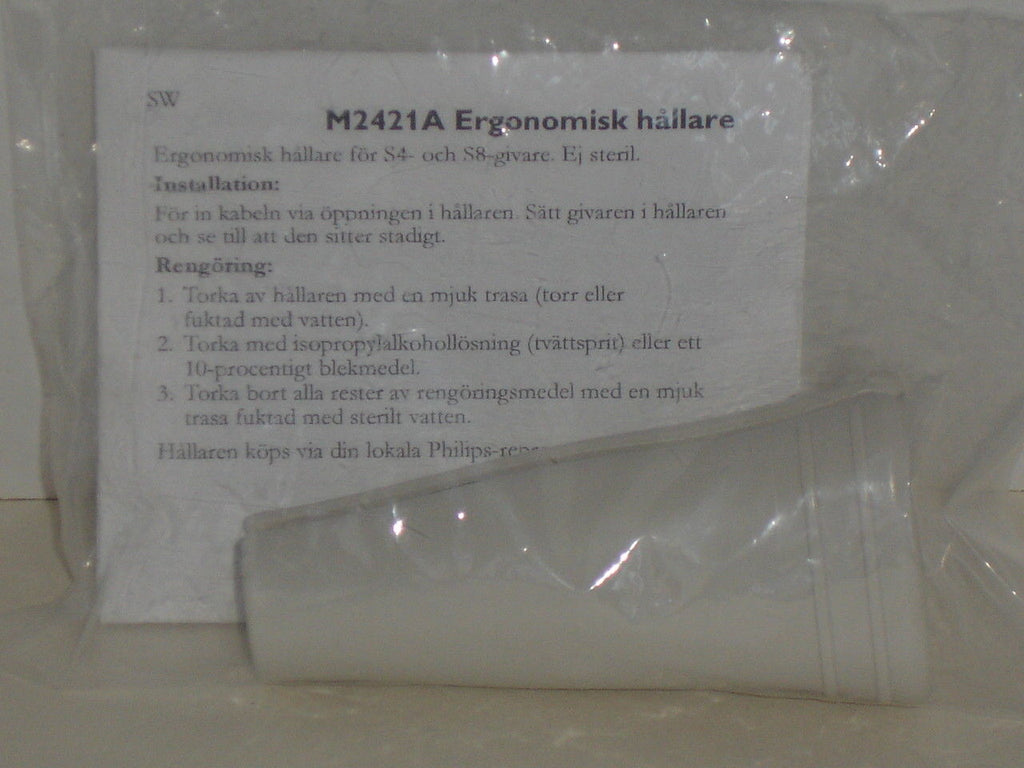 SW
M2421A Ergonomisk hållare
Ergonomisk hållare för S4- och S8-givare. Ej steril.
Installation:
För in kabeln via öppningen i hållaren. Sätt givaren i hållaren
och se till att den sitter stadigt.
Rengöring:
1. Torka av hållaren med en mjuk trasa (torr eller
fuktad med vatten).
2. Torka med isopropylalkohollösning (tvättsprit) eller ett
10-procentigt blekmedel.
3. Torka bort alla rester av rengöringsmedel med en mjuk
trasa fuktad med sterilt vatten.
Hållaren köps via din lokala Philips-